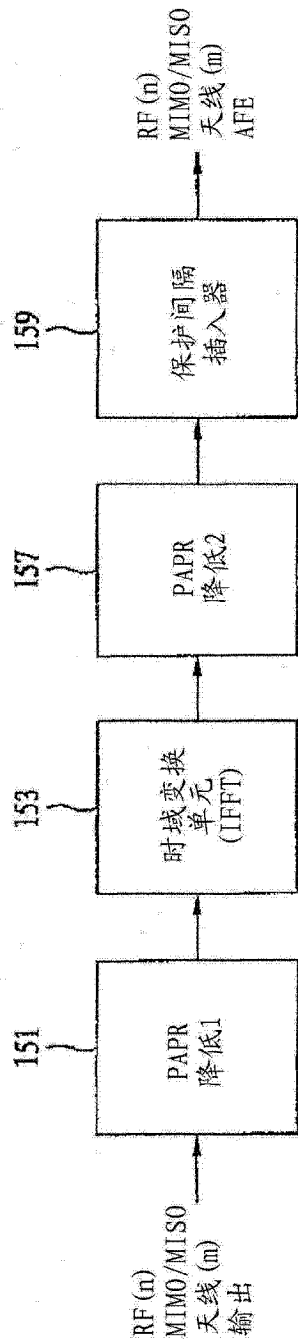 RF(n)
MIMO/MISO
天线(m)
输出
151
PAPR
降低1
153
时域变换
单元
(IFFT)
157
PAPR
降低2
159
保护间隔
插入器
RF(n)
MIMO/MISO
天线(m)
AFE